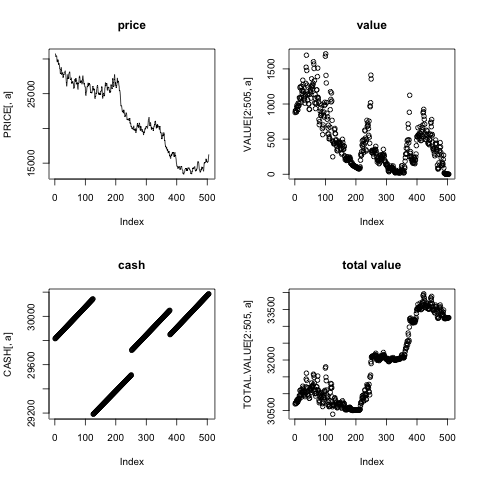 price
PRICE[, a]
15000
25000
0 100 200 300 400 500
Index
value
VALUE[2:505, a]
0
500
1000
1500
0 100 200 300 400 500
Index
cash
CASH[, a]
29200
29600
30000
0 100 200 300 400 500
Index
total value
TOTAL.VALUE[2:505, a]
30500
32000
33500
0 100 200 300 400 500
Index